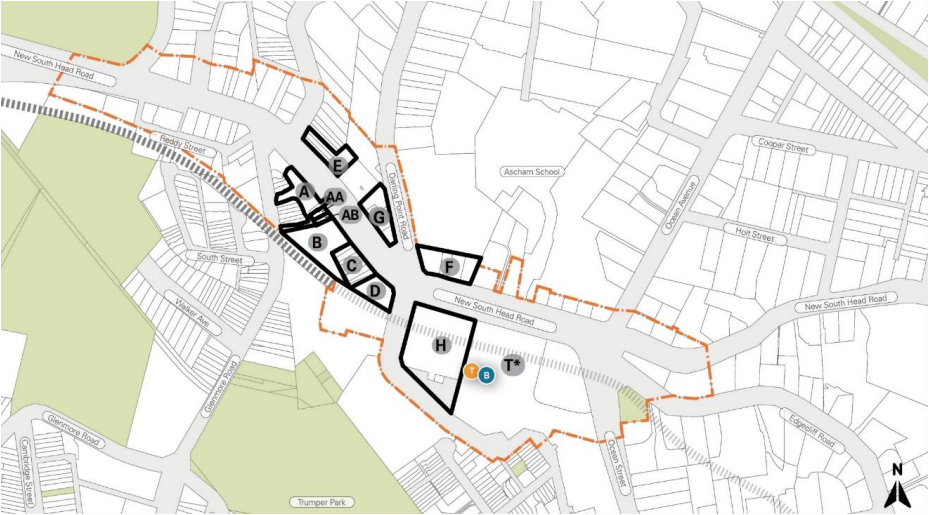 New South Head Road
Reddy Street
E
A
AA
AB
G
Darling Point Road
Ascham School
Cooper Street
Ocean Avenue
Holt Street
B
C
D
F
South Street
Walker Ave
Glenmore Road
New South Head Road
New South Head Road
H
T
B
T*
Glenmore Road
Cambridge Street
Trumper Park
Ocean Street
Edgecliff Road
N